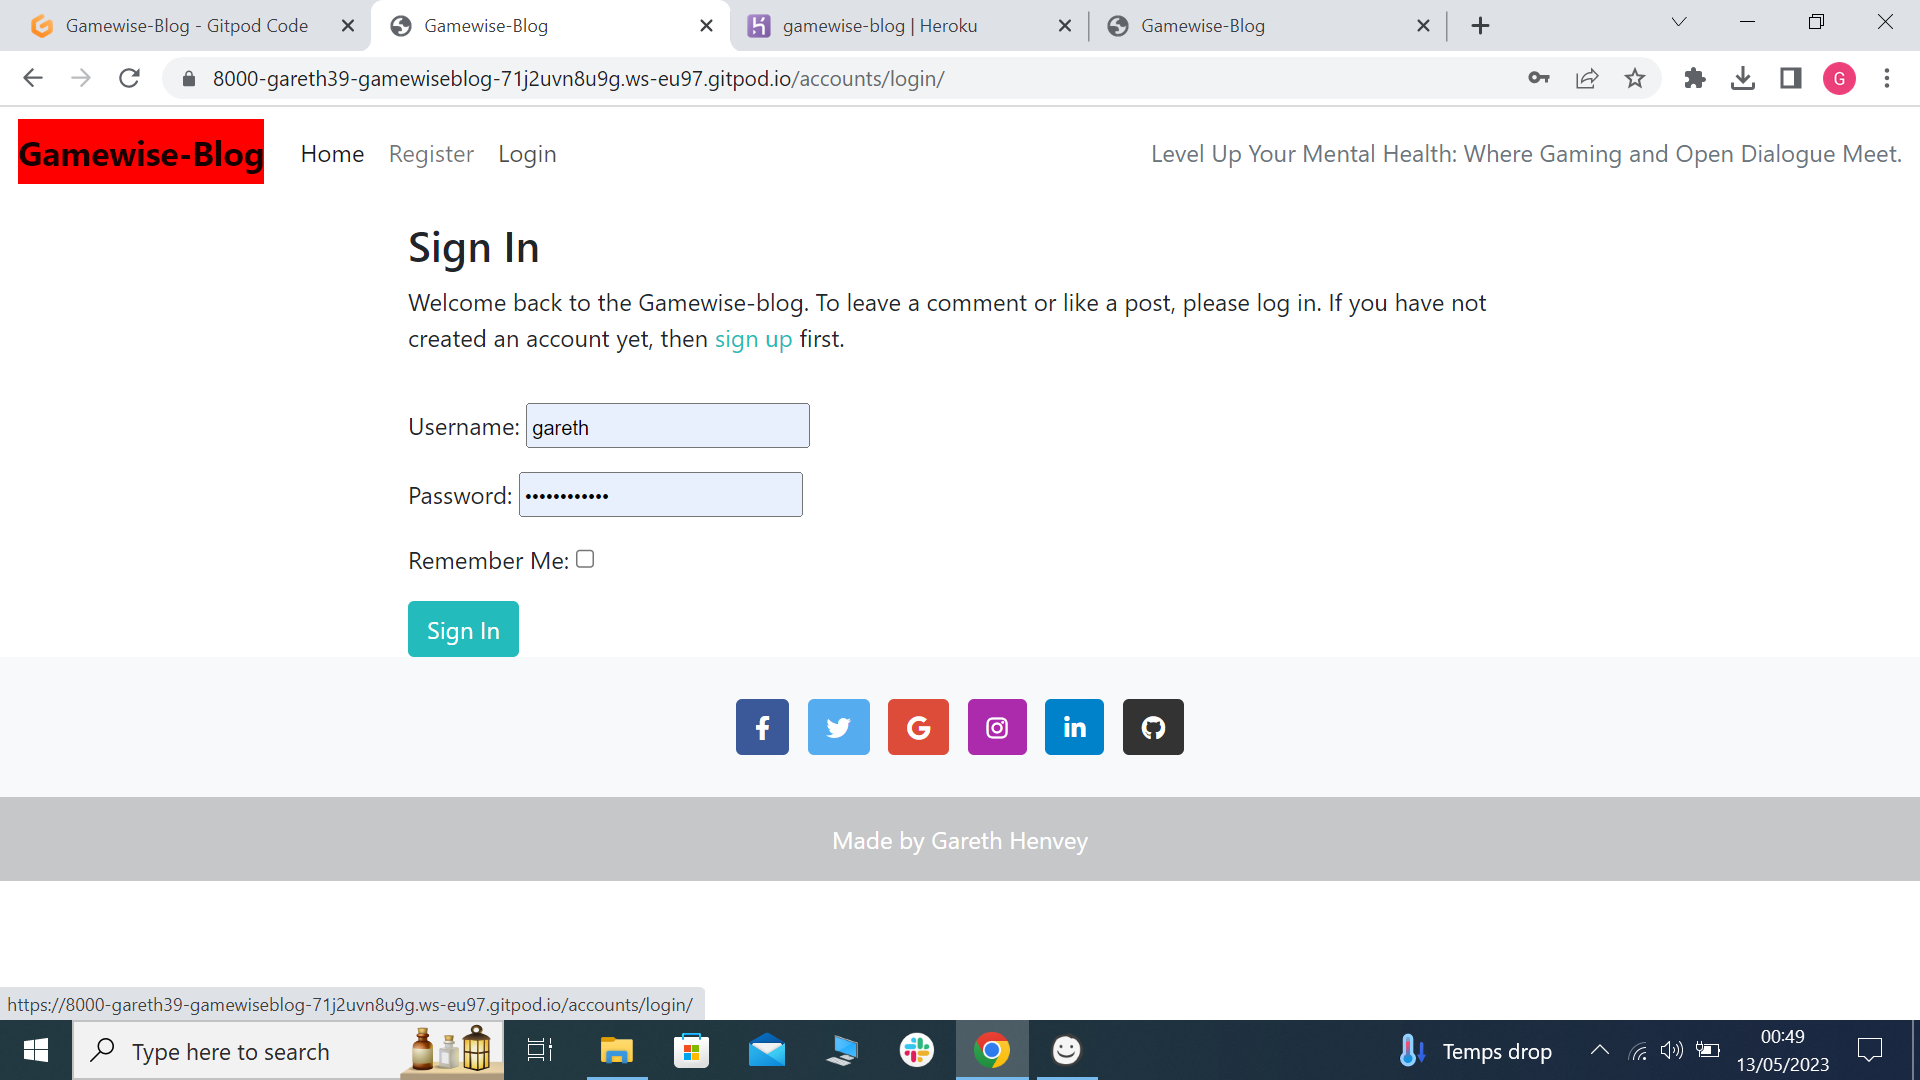 Gamewise-Blog - Gitpod Code
Gamewise-Blog
gamewise-blog | Heroku
Gamewise-Blog
8000-gareth39-gamewiseblog-71j2uvn8u9g.ws-eu97.gitpod.io/accounts/login/
G
Gamewise-Blog
Home
Register
Login
Level Up Your Mental Health: Where Gaming and Open Dialogue Meet.
Sign In
Welcome back to the Gamewise-blog. To leave a comment or like a post, please log in. If you have not
created an account yet, then sign up first.
Username: gareth
Password: ••••••••••••
Remember Me:
Sign In
Made by Gareth Henvey
https://8000-gareth39-gamewiseblog-71j2uvn8u9g.ws-eu97.gitpod.io/accounts/login/
Type here to search
Temps drop
00:49
13/05/2023